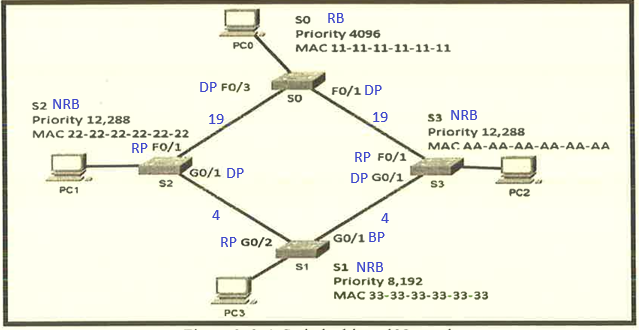 S0 RB
Priority 4096
MAC 11-11-11-11-11-11
PC0
DP F0/3
S0
F0/1 DP
19
19
S2 NRB
Priority 12,288
MAC 22-22-22-22-22-22
RP F0/1
PC1
S2
G0/1 DP
S3 NRB
Priority 12,288
MAC AA-AA-AA-AA-AA-AA
RP F0/1
DP G0/1
S3
PC2
4
4
RP G0/2
G0/1 BP
S1
PC3
S1 NRB
Priority 8,192
MAC 33-33-33-33-33-33